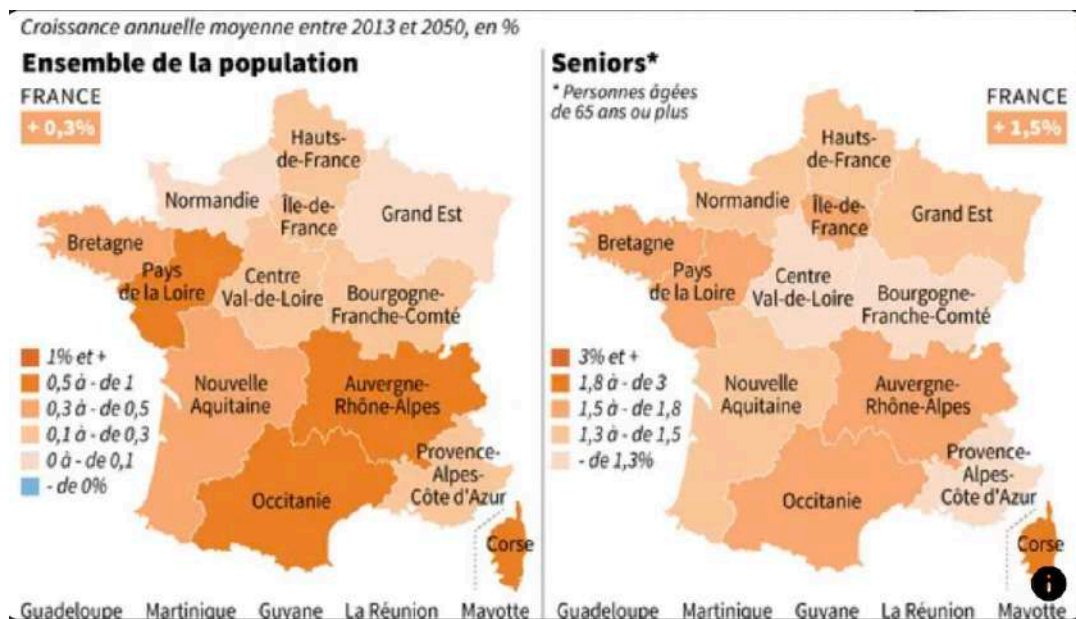 Croissance annuelle moyenne entre 2013 et 2050, en %
Ensemble de la population
FRANCE
+ 0,3%
Hauts-
de-France
Normandie
Île-de-
France
Grand Est
Bretagne
Pays
de la Loire
Centre
Val-de-Loire
Bourgogne-
Franche-Comté
1% et +
0,5 à - de 1
0,3 à - de 0,5
0,1 à - de 0,3
0 à - de 0,1
- de 0%
Nouvelle
Aquitaine
Auvergne-
Rhône-Alpes
Provence-
Alpes-
Côte d'Azur
Occitanie
Corse
Guadeloupe Martinique Guyane La Réunion Mayotte
Seniors*
* Personnes âgées
de 65 ans ou plus
FRANCE
+ 1,5%
Hauts-
de-France
Normandie
Île-de-
France
Grand Est
Bretagne
Pays
de la Loire
Centre
Val-de-Loire
Bourgogne-
Franche-Comté
3% et +
1,8 à - de 3
1,5 à - de 1,8
1,3 à - de 1,5
- de 1,3%
Nouvelle
Aquitaine
Auvergne-
Rhône-Alpes
Provence-
Alpes-
Côte d'Azur
Occitanie
Corse
i
Guadeloupe Martinique Guyane La Réunion Mayotte